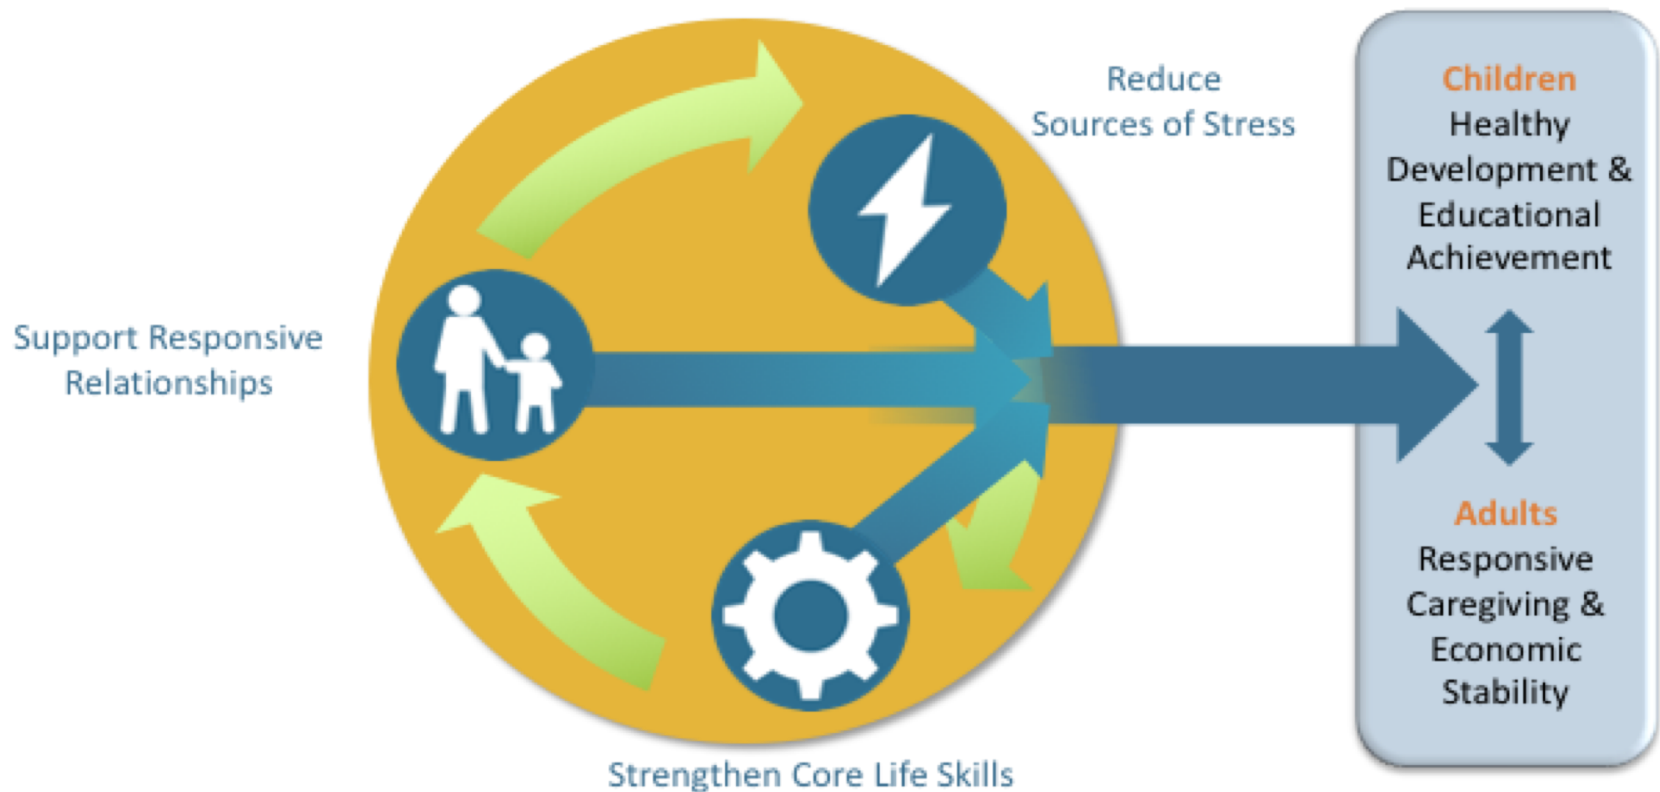 Reduce
Sources of Stress
Support Responsive
Relationships
Strengthen Core Life Skills
Children
Healthy
Development &
Educational
Achievement
Adults
Responsive
Caregiving &
Economic
Stability